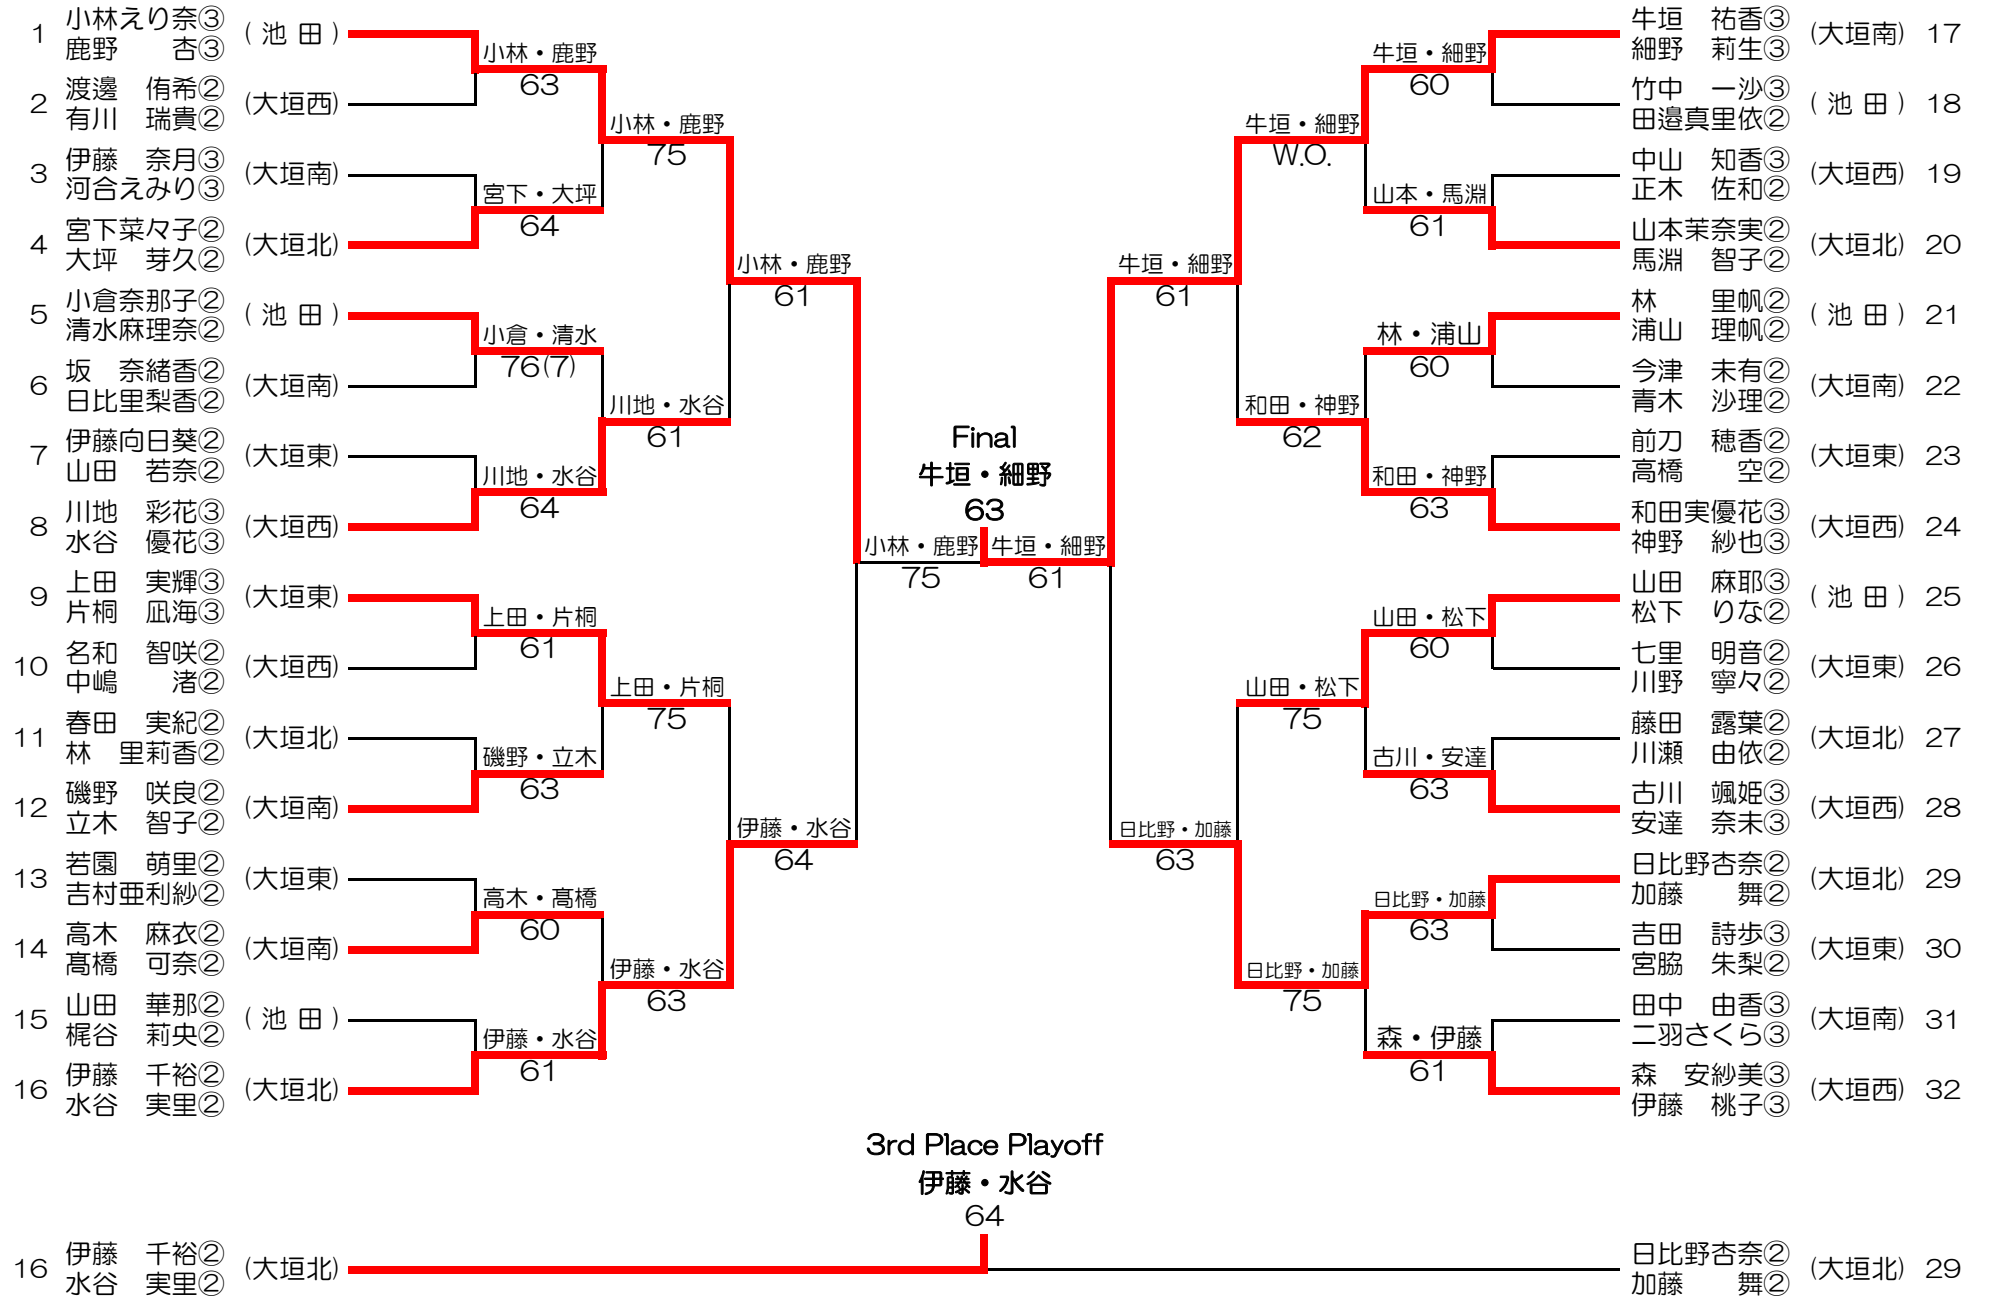 1 小林えり奈③ (池田)
鹿野 杏③
2 渡邊 侑希② (大垣西)
有川 瑞貴②
3 伊藤 奈月③ (大垣南)
河合えみり③
4 宮下菜々子② (大垣北)
大坪 芽久②
5 小倉奈那子② (池田)
清水麻理奈②
6 坂 奈緒香② (大垣南)
日比里梨香②
7 伊藤向日葵② (大垣東)
山田 若奈②
8 川地 彩花③ (大垣西)
水谷 優花③
9 上田 実輝③ (大垣東)
片桐 凪海③
10 名和 智咲② (大垣西)
中嶋 渚②
11 春田 実紀② (大垣北)
林 里莉香②
12 磯野 咲良② (大垣南)
立木 智子②
13 若園 萌里② (大垣東)
吉村亜利紗②
14 高木 麻衣② (大垣南)
髙橋 可奈②
15 山田 華那② (池田)
梶谷 莉央②
16 伊藤 千裕② (大垣北)
水谷 実里②
小林・鹿野
63
宮下・大坪
64
小倉・清水
76(7)
川地・水谷
64
上田・片桐
61
磯野・立木
63
高木・髙橋
60
伊藤・水谷
61
小林・鹿野
75
川地・水谷
61
上田・片桐
75
伊藤・水谷
63
小林・鹿野
61
伊藤・水谷
64
小林・鹿野
75
Final
牛垣・細野
63
牛垣・細野
61
牛垣・細野
61
日比野・加藤
63
牛垣・細野
W.O.
和田・神野
62
山田・松下
75
日比野・加藤
75
牛垣・細野
60
山本・馬淵
61
林・浦山
60
和田・神野
63
山田・松下
60
古川・安達
63
日比野・加藤
63
森・伊藤
61
牛垣 祐香③ (大垣南) 17
細野 莉生③
竹中 一沙③ (池田) 18
田邉真里依②
中山 知香③ (大垣西) 19
正木 佐和②
山本茉奈実② (大垣北) 20
馬淵 智子②
林 里帆② (池田) 21
浦山 理帆②
今津 未有② (大垣南) 22
青木 沙理②
前刀 穂香② (大垣東) 23
高橋 空②
和田実優花③ (大垣西) 24
神野 紗也③
山田 麻耶③ (池田) 25
松下 りな②
七里 明音② (大垣東) 26
川野 寧々②
藤田 露葉② (大垣北) 27
川瀬 由依②
古川 颯姫③ (大垣西) 28
安達 奈未③
日比野杏奈② (大垣北) 29
加藤 舞②
吉田 詩歩③ (大垣東) 30
宮脇 朱梨②
田中 由香③ (大垣南) 31
二羽さくら③
森 安紗美③ (大垣西) 32
伊藤 桃子③
3rd Place Playoff
伊藤・水谷
64
16 伊藤 千裕② (大垣北)
水谷 実里②
日比野杏奈② (大垣北) 29
加藤 舞②